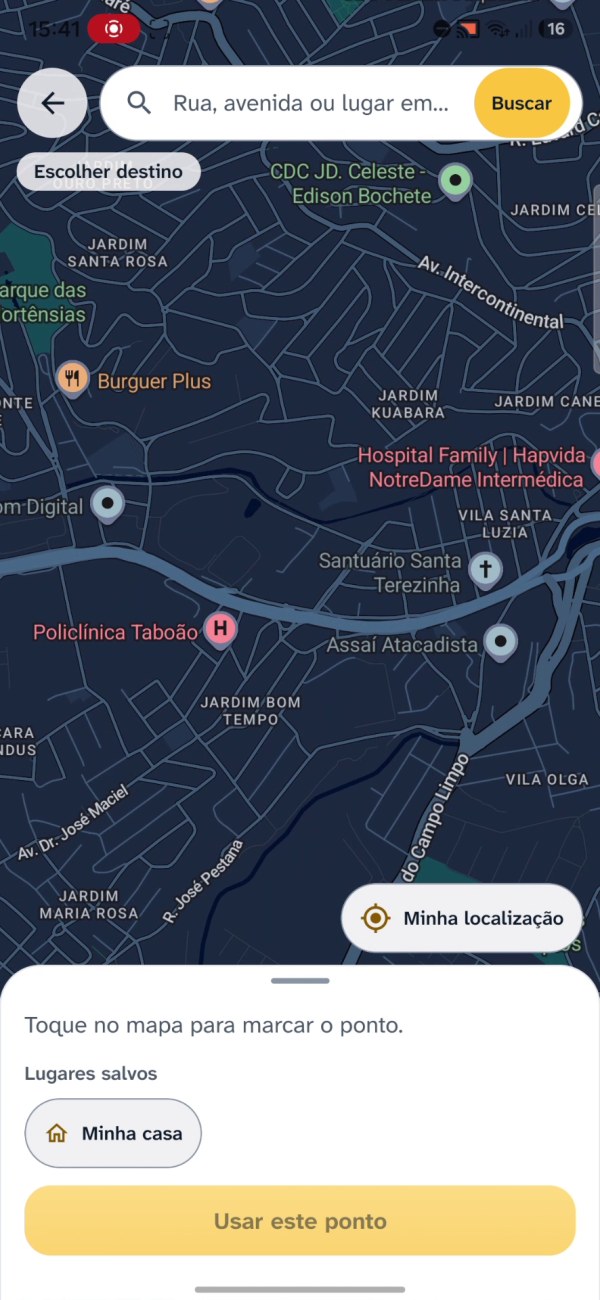 15:41
16
Rua, avenida ou lugar em...
Buscar
Escolher destino
CDC JD. Celeste -
Edison Bochete
JARDIM CEL
JARDIM
SANTA ROSA
Av. Intercontinental
arque das
ortênsias
Burguer Plus
JARDIM
KUABARA
JARDIM CANE
ONTE
Hospital Family | Hapvida
NotreDame Intermédica
om Digital
VILA SANTA
LUZIA
Santuário Santa
Terezinha
Policlínica Taboão
Assaí Atacadista
JARDIM BOM
TEMPO
CARA
NDUS
VILA OLGA
do Campo Limpo
Av. Dr. José Maciel
R. José Pestana
JARDIM
MARIA ROSA
Minha localização
Toque no mapa para marcar o ponto.
Lugares salvos
Minha casa
Usar este ponto